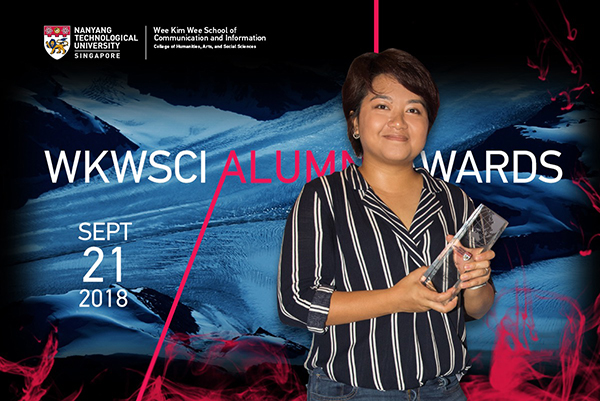 NANYANG
TECHNOLOGICAL
UNIVERSITY
SINGAPORE
Wee Kim Wee School of
Communication and Information
College of Humanities, Arts, and Social Sciences
WKWSCI ALUMN WARDS
SEPT
21
2018